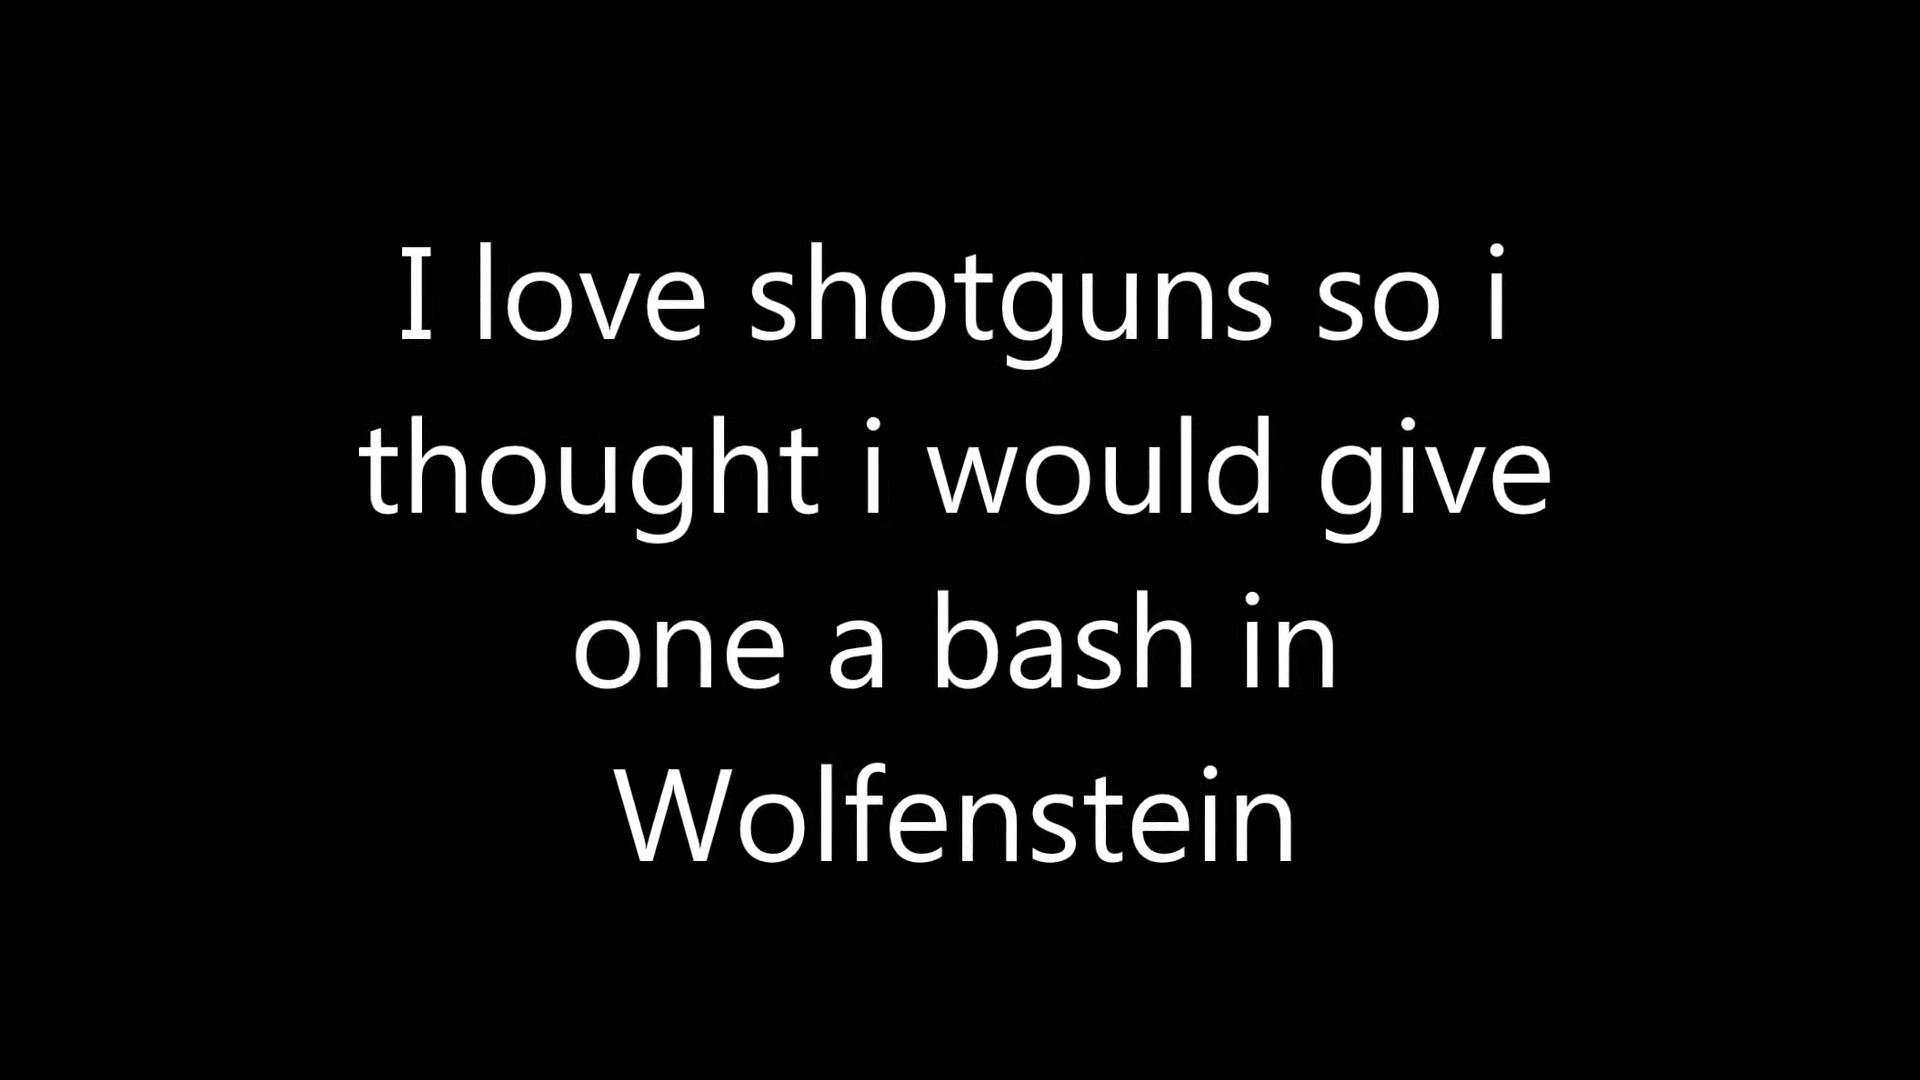 I love shotguns so i
thought i would give
one a bash in
Wolfenstein